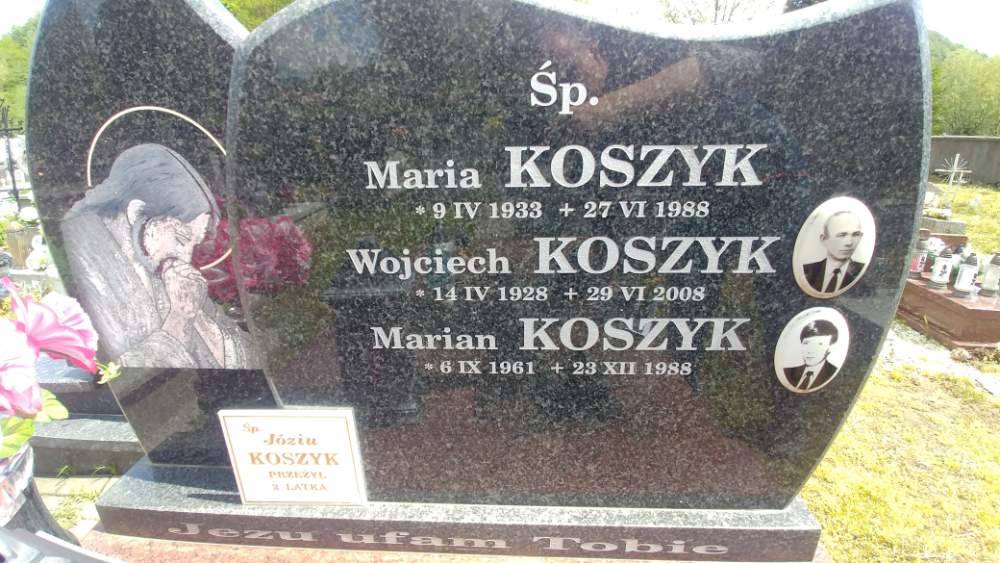 Śp.
Maria KOSZYK
* 9 IV 1933 + 27 VI 1988
Wojciech KOSZYK
* 14 IV 1928 + 29 VI 2008
Marian KOSZYK
* 6 IX 1961 + 23 XII 1988
Śp.
Józiu
KOSZYK
PRZEŻYŁ
2 LATKA
Jezu ufam Tobie